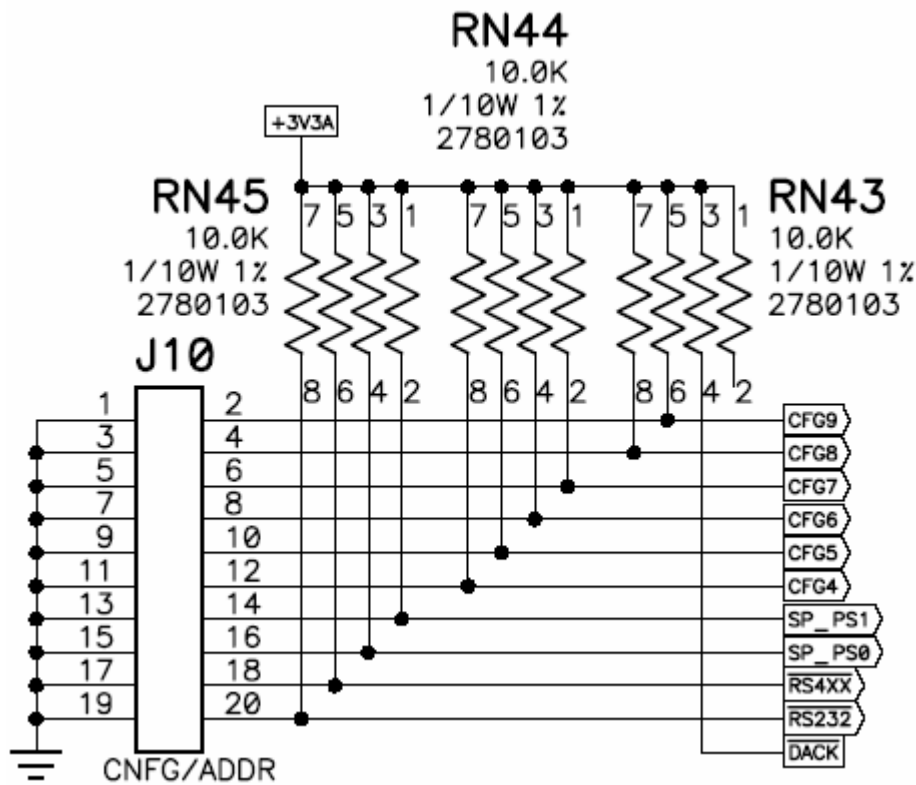 RN44
10.0K
1/10W 1%
2780103
+3V3A
RN45
10.0K
1/10W 1%
2780103
7 5 3 1
7 5 3 1
7 5 3 1
RN43
10.0K
1/10W 1%
2780103
J10
8 6 4 2
8 6 4 2
8 6 4 2
1 2 CFG9
3 4 CFG8
5 6 CFG7
7 8 CFG6
9 10 CFG5
11 12 CFG4
13 14 SP_PS1
15 16 SP_PS0
17 18 RS4XX
19 20 RS232
DACK
CNFG/ADDR